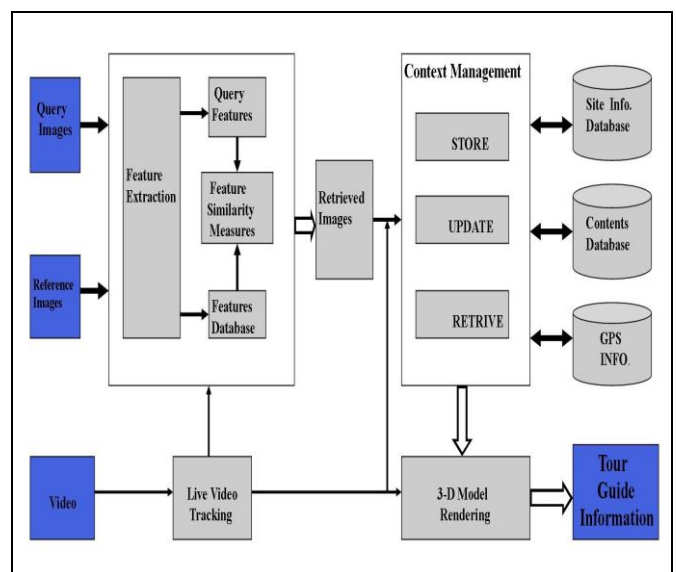 Query
Images
Reference
Images
Video
Feature
Extraction
Query
Features
Feature
Similarity
Measures
Features
Database
Live Video
Tracking
Retrieved
Images
Context Management
STORE
UPDATE
RETRIVE
3-D Model
Rendering
Site Info.
Database
Contents
Database
GPS
INFO.
Tour
Guide
Information